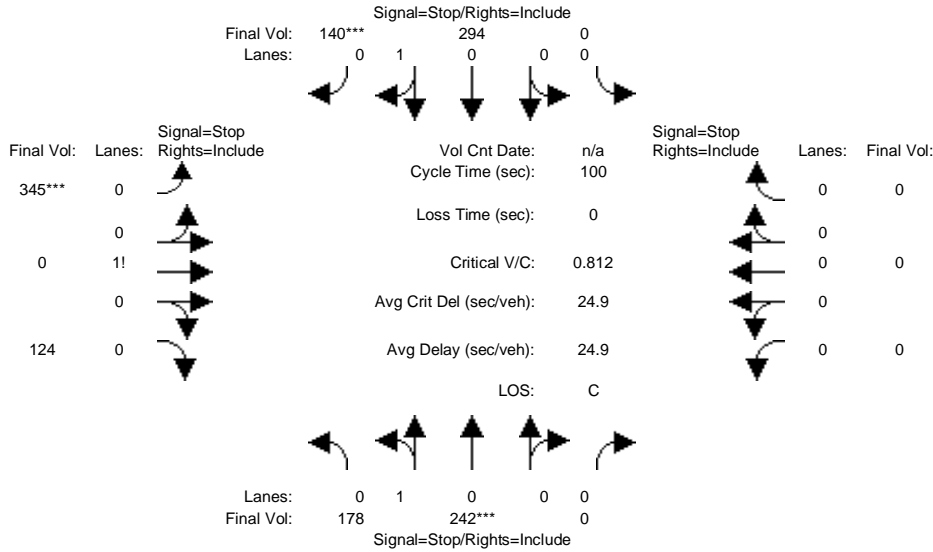 Signal=Stop/Rights=Include
Final Vol: 140*** 294 0
Lanes: 0 1 0 0 0
Signal=Stop Signal=Stop
Final Vol: Lanes: Rights=Include Vol Cnt Date: n/a Rights=Include Lanes: Final Vol:
Cycle Time (sec): 100
345*** 0 0 0
Loss Time (sec): 0
0 0
0 1! Critical V/C: 0.812 0 0
0 Avg Crit Del (sec/veh): 24.9 0
124 0 Avg Delay (sec/veh): 24.9 0 0
LOS: C
Lanes: 0 1 0 0 0
Final Vol: 178 242*** 0
Signal=Stop/Rights=Include